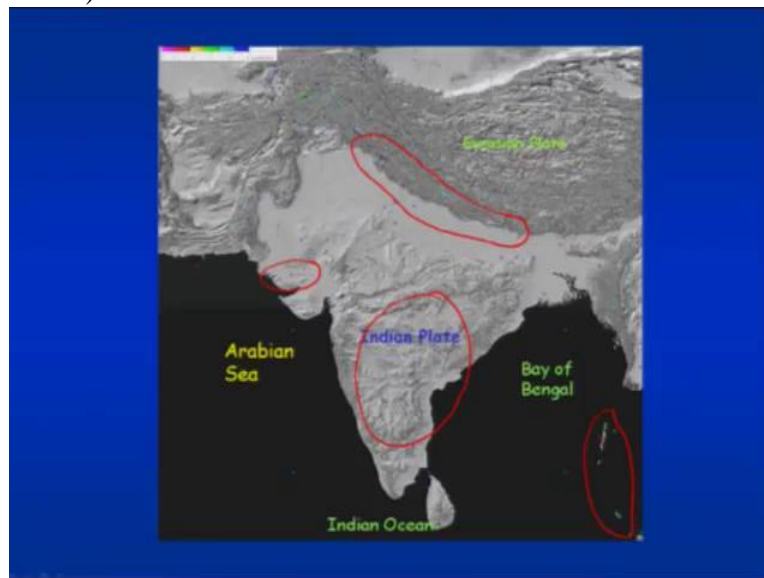 Eurasian Plate
Indian Plate
Arabian
Sea
Bay of
Bengal
Indian Ocean